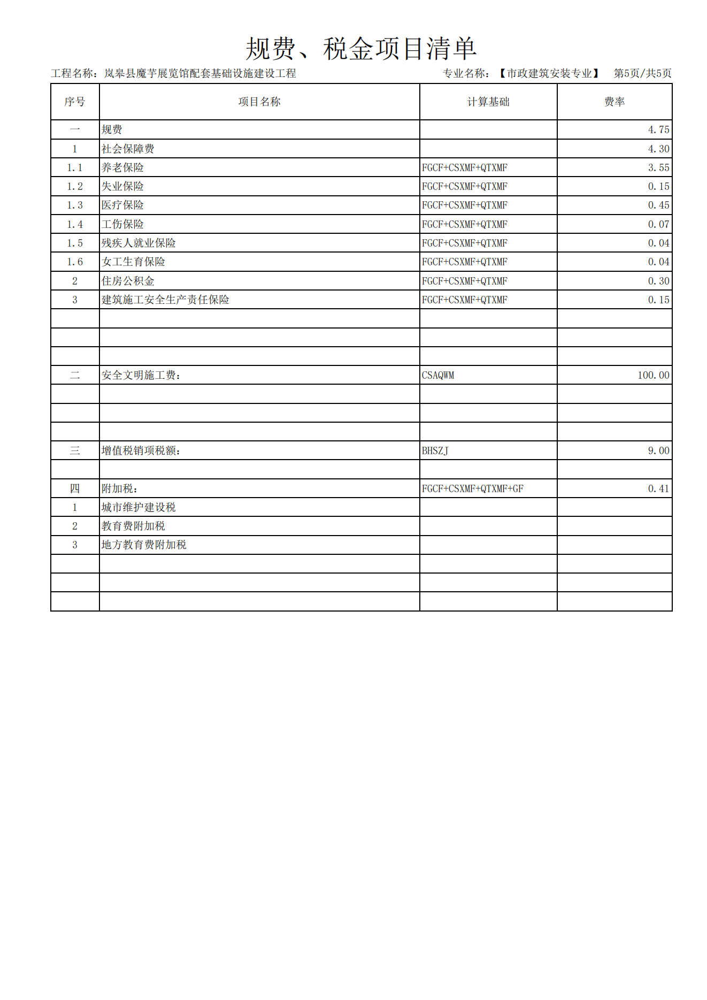 规费、税金项目清单
工程名称：岚皋县魔芋展览馆配套基础设施建设工程 专业名称：【市政建筑安装专业】 第5页/共5页
序号 项目名称 计算基础 费率
一 规费 4.75
1 社会保障费 4.30
1.1 养老保险 FGCF+CSXMF+QTXMF 3.55
1.2 失业保险 FGCF+CSXMF+QTXMF 0.15
1.3 医疗保险 FGCF+CSXMF+QTXMF 0.45
1.4 工伤保险 FGCF+CSXMF+QTXMF 0.07
1.5 残疾人就业保险 FGCF+CSXMF+QTXMF 0.04
1.6 女工生育保险 FGCF+CSXMF+QTXMF 0.04
2 住房公积金 FGCF+CSXMF+QTXMF 0.30
3 建筑施工安全生产责任保险 FGCF+CSXMF+QTXMF 0.15
二 安全文明施工费： CSAQWM 100.00
三 增值税销项税额： BHSZJ 9.00
四 附加税： FGCF+CSXMF+QTXMF+GF 0.41
1 城市维护建设税
2 教育费附加税
3 地方教育费附加税